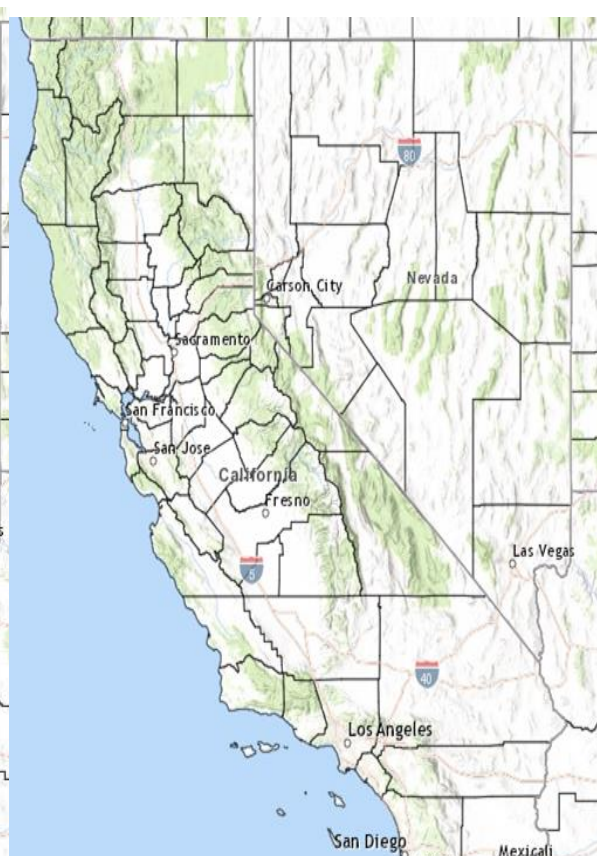 80
Carson City
Nevada
Sacramento
San Francisco
San Jose
California
Fresno
Las Vegas
5
40
Los Angeles
San Diego
Mexicali